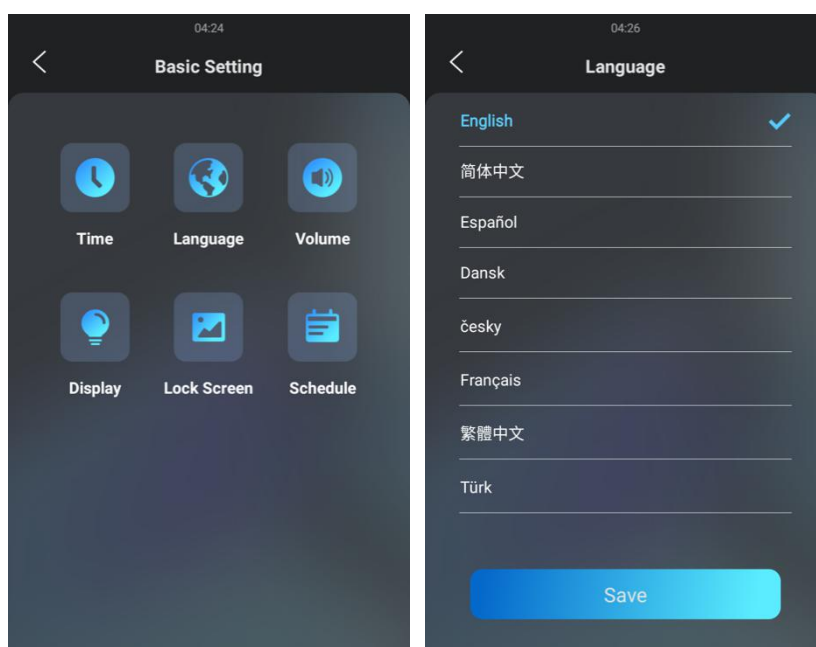 04:24
Basic Setting
Time
Language
Volume
Display
Lock Screen
Schedule
04:26
Language
English
简体中文
Español
Dansk
česky
Français
繁體中文
Türk
Save